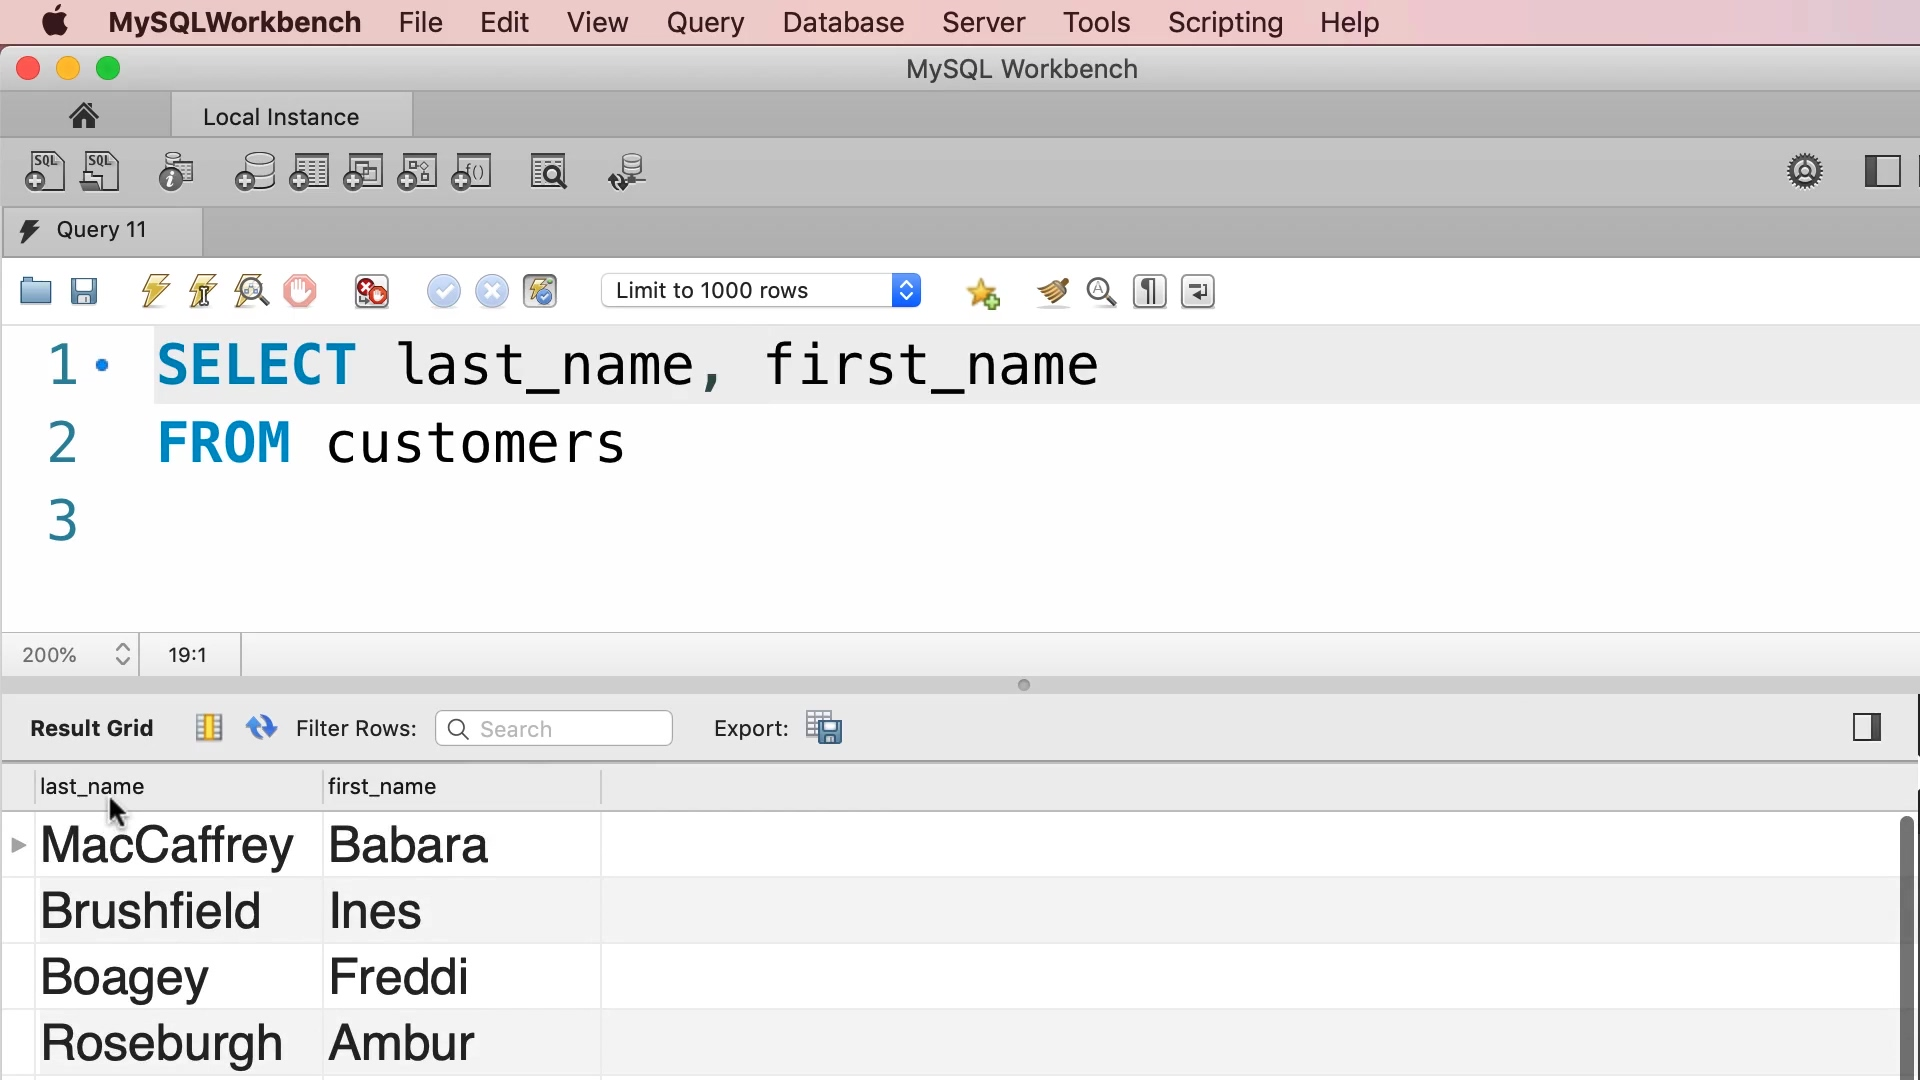 MySQLWorkbench File Edit View Query Database Server Tools Scripting Help
MySQL Workbench
Local Instance
SQL SQL
Query 11
Limit to 1000 rows
1 SELECT last_name, first_name
2 FROM customers
3
200% 19:1
Result Grid Filter Rows: Search Export:
last_name first_name
MacCaffrey Babara
Brushfield Ines
Boagey Freddi
Roseburgh Ambur